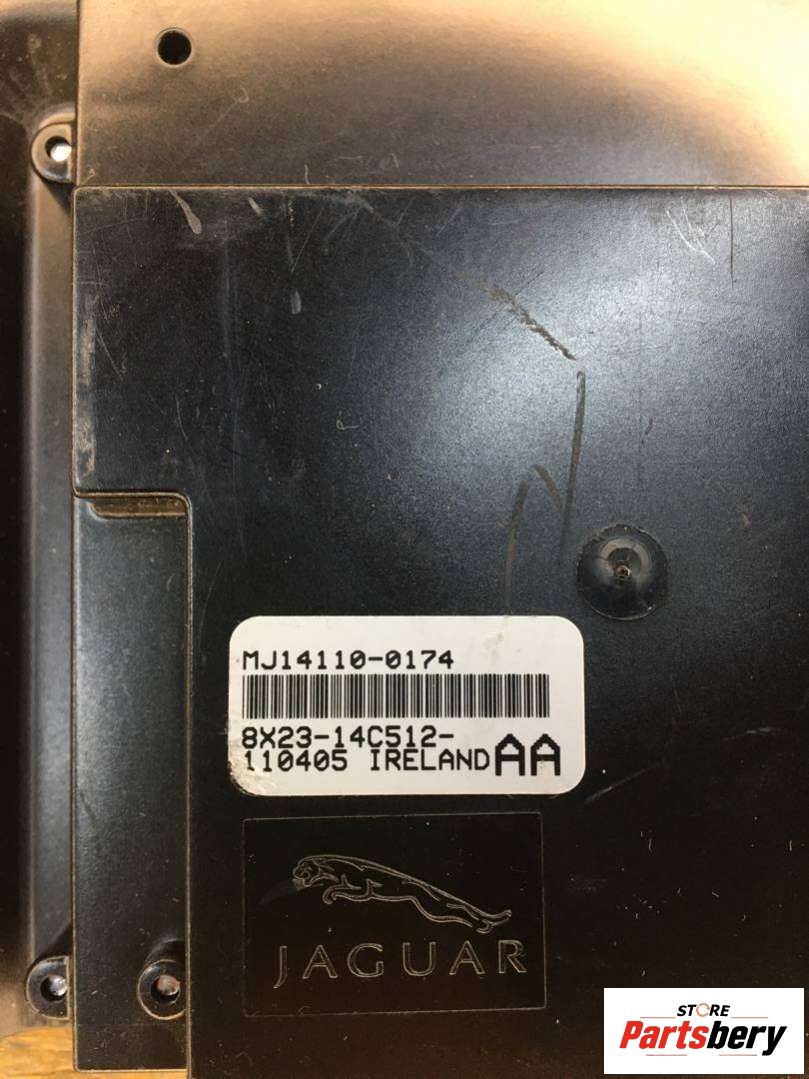 MJ14110-0174
8X23-14C512-
110405 IRELAND AA
JAGUAR
STORE
Partsbery